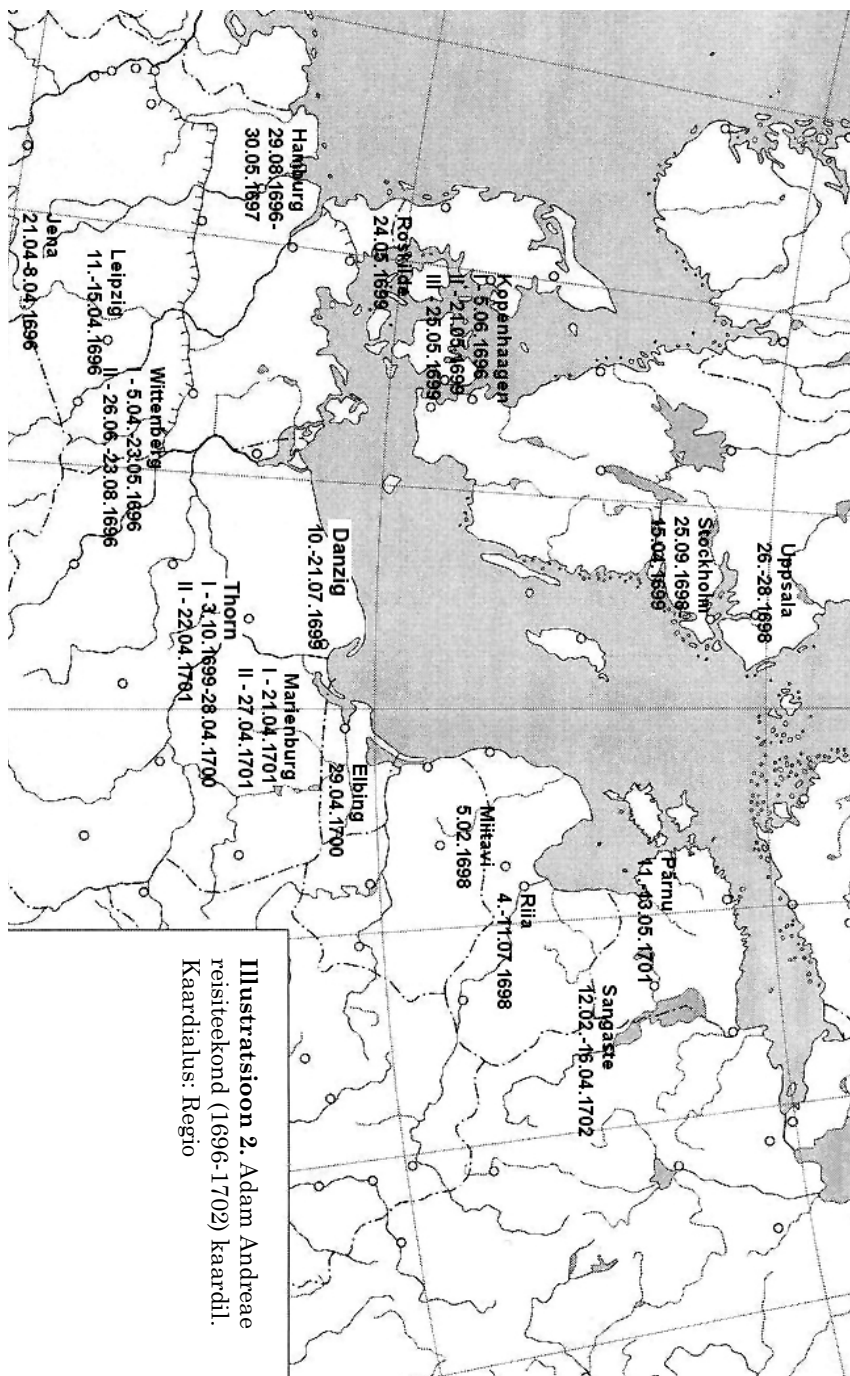 Uppsala
26.-28.1698
Stockholm
25.09.1698-
15.04.1699
Kopenhaagen
I - 5.06.1696
II - 21.05.1699
III - 25.05.1699
Roskilde
24.05.1699
Hamburg
29.08.1696-
30.05.1697
Jena
21.04-8.04.1696
Leipzig
11.-15.04.1696
Wittenberg
I - 5.04.-23.05.1696
II - 26.06.-23.08.1696
Danzig
10.-21.07.1699
Thorn
I - 3.10.1699-28.04.1700
II - 22.04.1701
Marienburg
I - 21.04.1701
II - 27.04.1701
Elbing
29.04.1700
Miitavi
5.02.1698
Riia
4.-11.07.1698
Pärnu
11.-13.05.1701
Sangaste
12.02.-16.04.1702
Illustratsioon 2. Adam Andreae
reisiteekond (1696-1702) kaardil.
Kaardialus: Regio